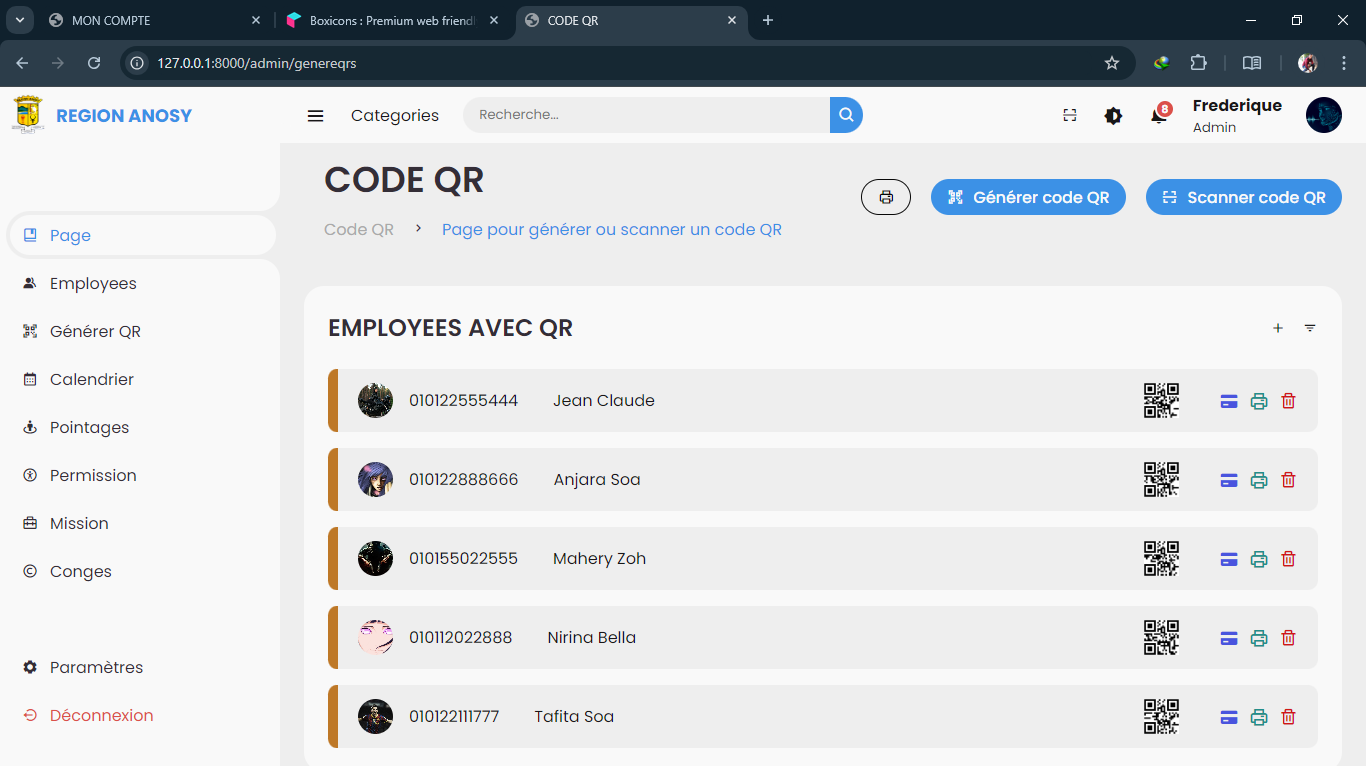 MON COMPTE
Boxicons : Premium web friendl
CODE QR
127.0.0.1:8000/admin/genereqrs
REGION ANOSY
Categories
Recherche...
8
Frederique
Admin
CODE QR
Générer code QR
Scanner code QR
Code QR > Page pour générer ou scanner un code QR
Page
Employees
Générer QR
Calendrier
Pointages
Permission
Mission
Conges
Paramètres
Déconnexion
EMPLOYEES AVEC QR
010122555444 Jean Claude
010122888666 Anjara Soa
010155022555 Mahery Zoh
010112022888 Nirina Bella
010122111777 Tafita Soa